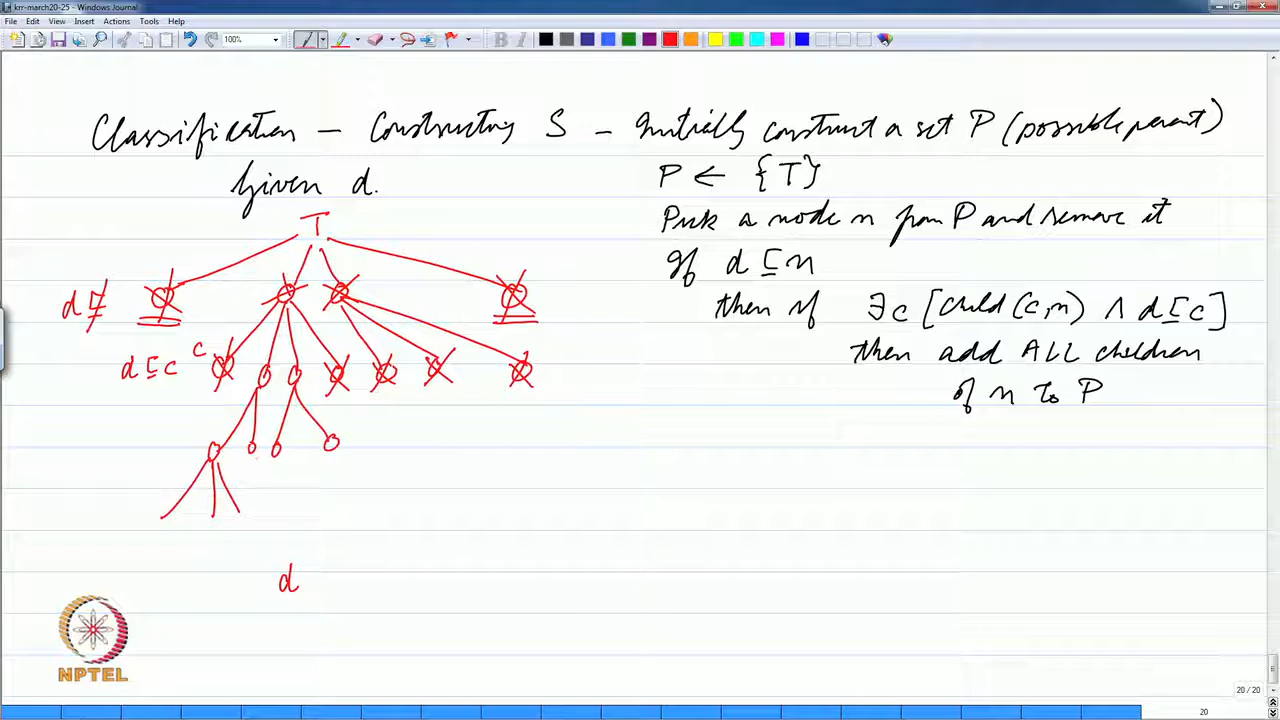 krr-march20-25 - Windows Journal
File Edit View Insert Actions Tools Help
100%
B I
Classification – Constructing S – Initially construct a set P (possible parent)
Given d.
P ← {T}
Pick a node n from P and remove it
If d ⊑ n
then if ∃c [child(c,n) ∧ d ⊑ c]
then add ALL children
of n to P
T
d ⋢
d ⊑ c c
d
NPTEL
20 / 20
20